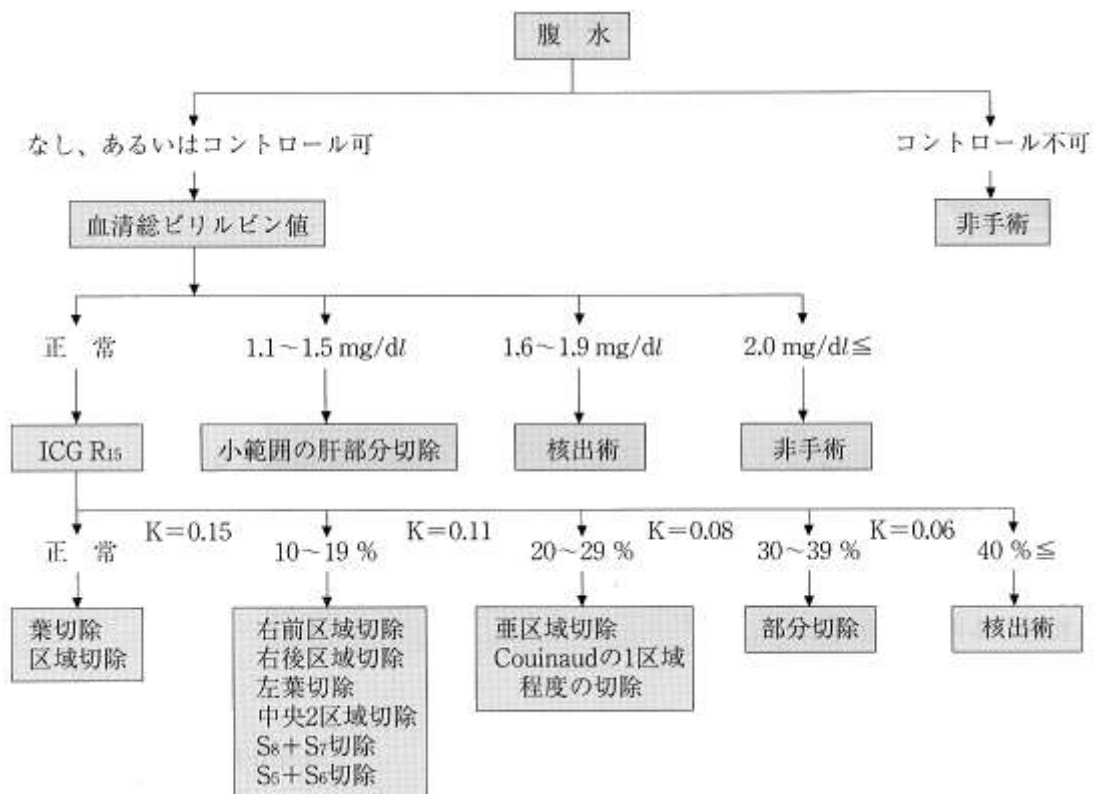 腹 水
なし、あるいはコントロール可
コントロール不可
血清総ビリルビン値
非手術
正 常
1.1~1.5 mg/dl
1.6~1.9 mg/dl
2.0 mg/dl≦
ICG R15
小範囲の肝部分切除
核出術
非手術
K=0.15
K=0.11
K=0.08
K=0.06
正 常
10~19 %
20~29 %
30~39 %
40 %≦
葉切除
区域切除
右前区域切除
右後区域切除
左葉切除
中央2区域切除
S8+S7切除
S5+S6切除
亜区域切除
Couinaudの1区域
程度の切除
部分切除
核出術